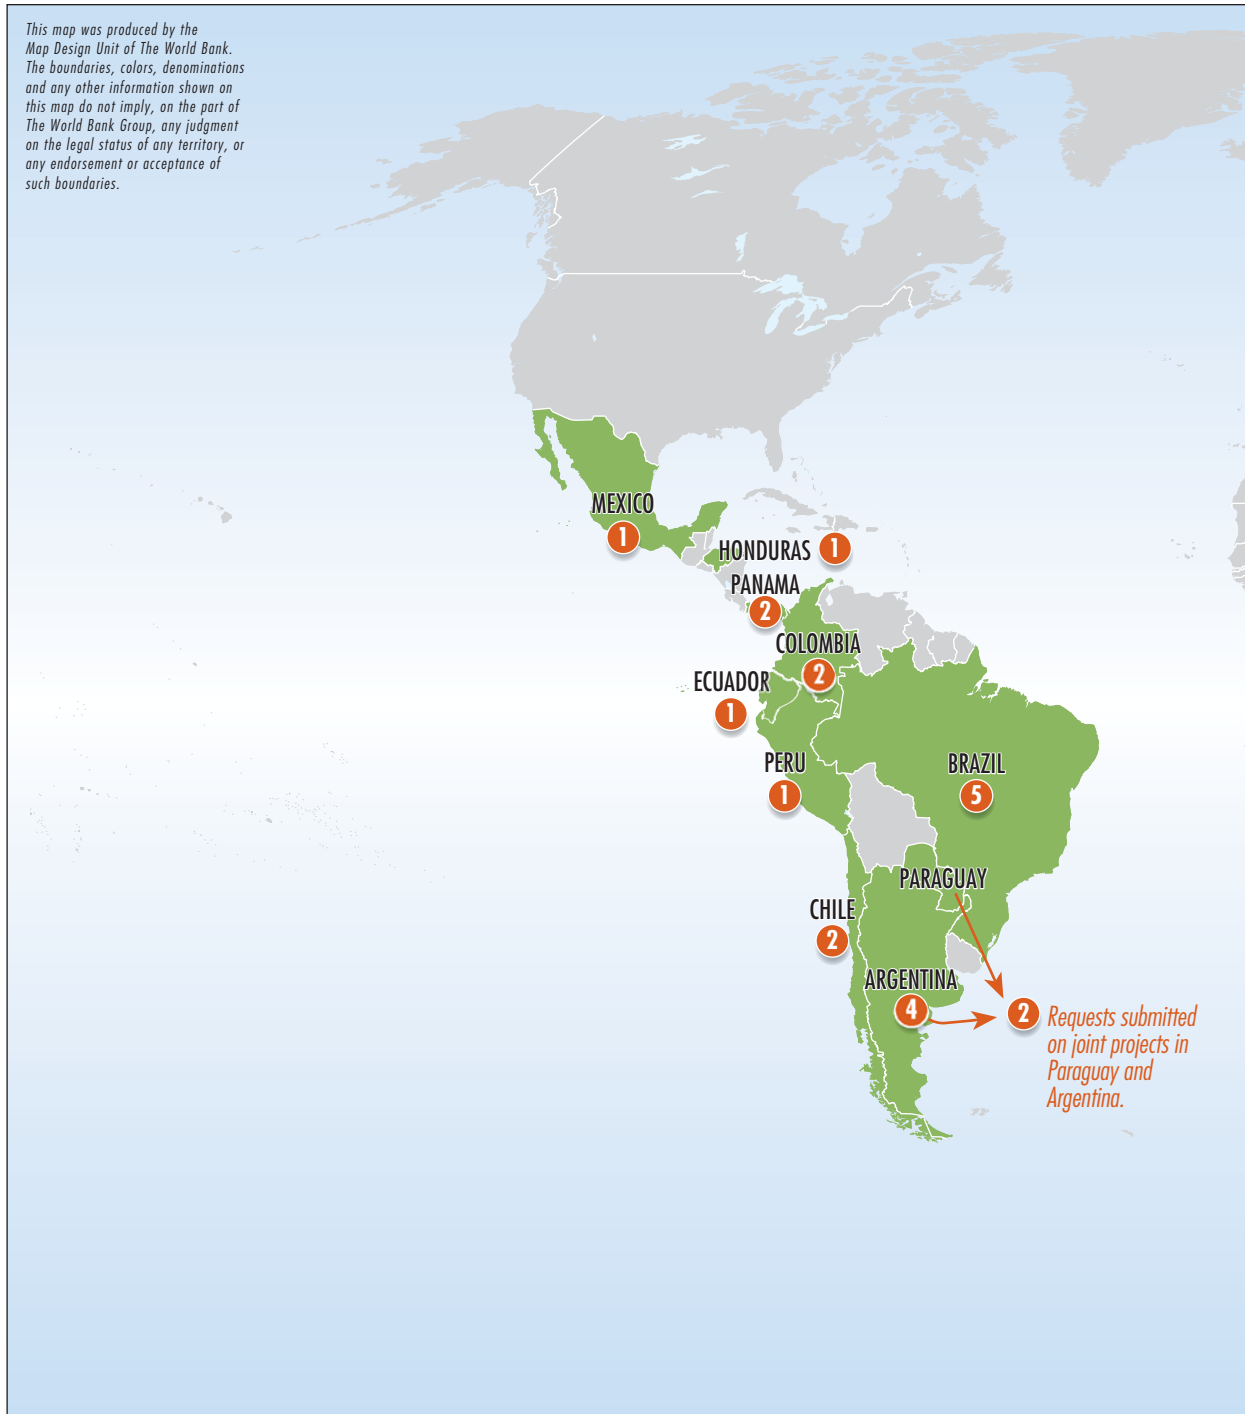 This map was produced by the
Map Design Unit of The World Bank.
The boundaries, colors, denominations
and any other information shown on
this map do not imply, on the part of
The World Bank Group, any judgment
on the legal status of any territory, or
any endorsement or acceptance of
such boundaries.
MEXICO
1
HONDURAS 1
PANAMA
2
COLOMBIA
2
ECUADOR
1
PERU
1
BRAZIL
5
PARAGUAY
CHILE
2
ARGENTINA
4
2 Requests submitted
on joint projects in
Paraguay and
Argentina.